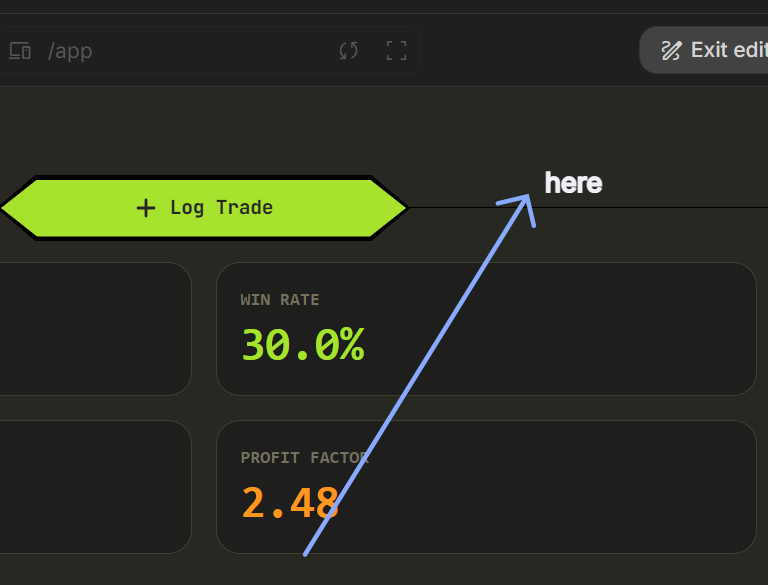 /app
Exit edit
here
+ Log Trade
WIN RATE
30.0%
PROFIT FACTOR
2.48